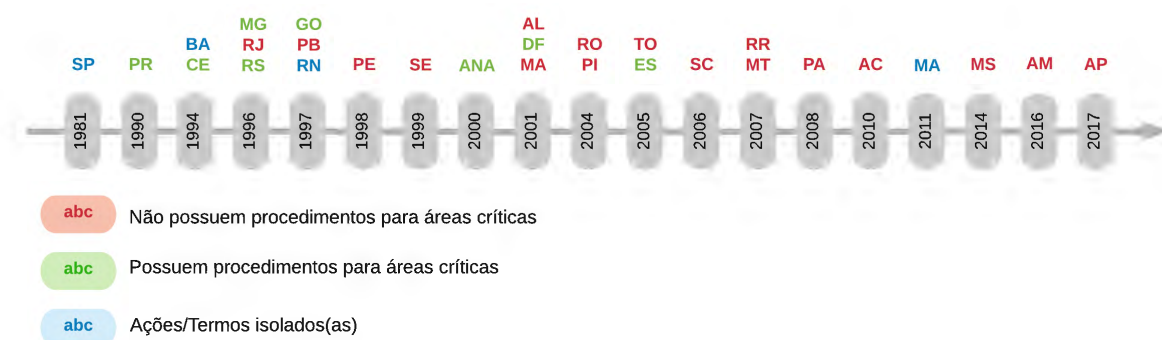 MG GO AL
BA RJ PB DF RO TO RR
SP PR CE RS RN PE SE ANA MA PI ES SC MT PA AC MA MS AM AP
1981 1990 1994 1996 1997 1998 1999 2000 2001 2004 2005 2006 2007 2008 2010 2011 2014 2016 2017
abc Não possuem procedimentos para áreas críticas
abc Possuem procedimentos para áreas críticas
abc Ações/Termos isolados(as)